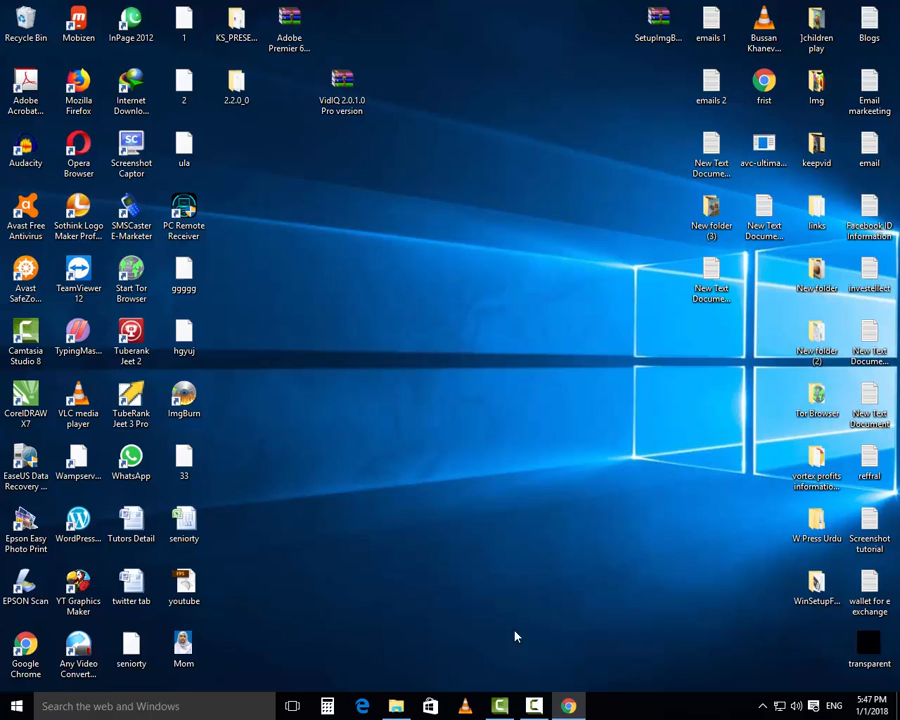 Recycle Bin
Mobizen
InPage 2012
1
KS_PRESE...
Adobe
Premier 6...
SetupImgB...
emails 1
Bussan
Khanev...
]children
play
Blogs
Adobe
Acrobat...
Mozilla
Firefox
Internet
Downlo...
2
2.2.0_0
VidIQ 2.0.1.0
Pro version
emails 2
frist
Img
Email
markeeting
Audacity
Opera
Browser
SC
Screenshot
Captor
ula
New Text
Docume...
avc-ultima...
keepvid
email
Avast Free
Antivirus
Sothink Logo
Maker Prof...
SMSCaster
E-Marketer
PC Remote
Receiver
New folder
(3)
New Text
Docume...
links
Facebook ID
Information
Avast
SafeZo...
TeamViewer
12
Start Tor
Browser
ggggg
New Text
Docume...
New folder
investellect
Camtasia
Studio 8
TypingMas...
Tuberank
Jeet 2
hgyuj
New folder
(2)
New Text
Docume...
CorelDRAW
X7
VLC media
player
TubeRank
Jeet 3 Pro
ImgBurn
Tor Browser
New Text
Document
EaseUS Data
Recovery ...
Wampserv...
WhatsApp
33
vortex profits
informatio...
reffral
Epson Easy
Photo Print
WordPress...
Tutors Detail
seniorty
W Press Urdu
Screenshot
tutorial
EPSON Scan
YT Graphics
Maker
twitter tab
youtube
WinSetupF...
wallet for e
exchange
Google
Chrome
Any Video
Convert...
seniorty
Mom
transparent
Search the web and Windows
ENG
5:47 PM
1/1/2018